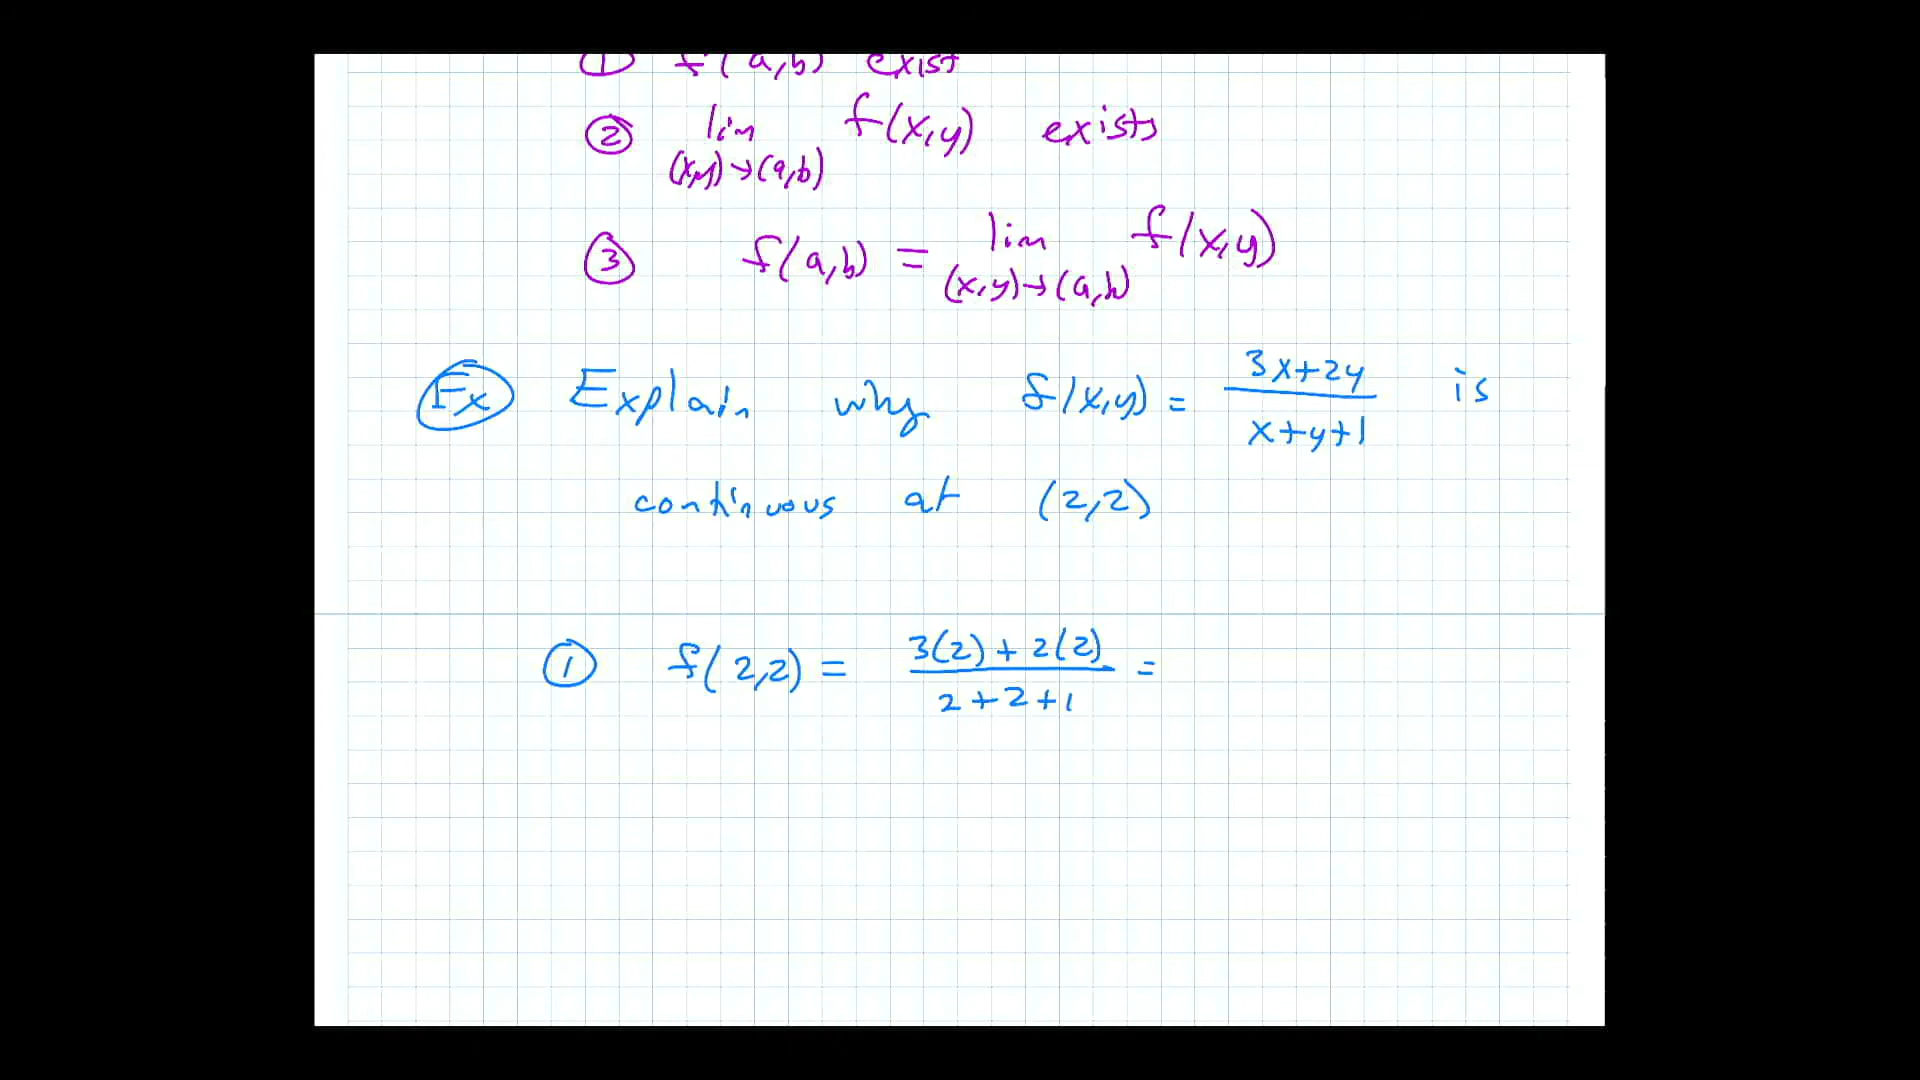 ① f(a,b) exist
② lim f(x,y) exists
(x,y)→(a,b)
③ f(a,b) = lim f(x,y)
(x,y)→(a,b)
Ex Explain why f(x,y) = (3x+2y)/(x+y+1) is
continuous at (2,2)
① f(2,2) = (3(2)+2(2))/(2+2+1) =